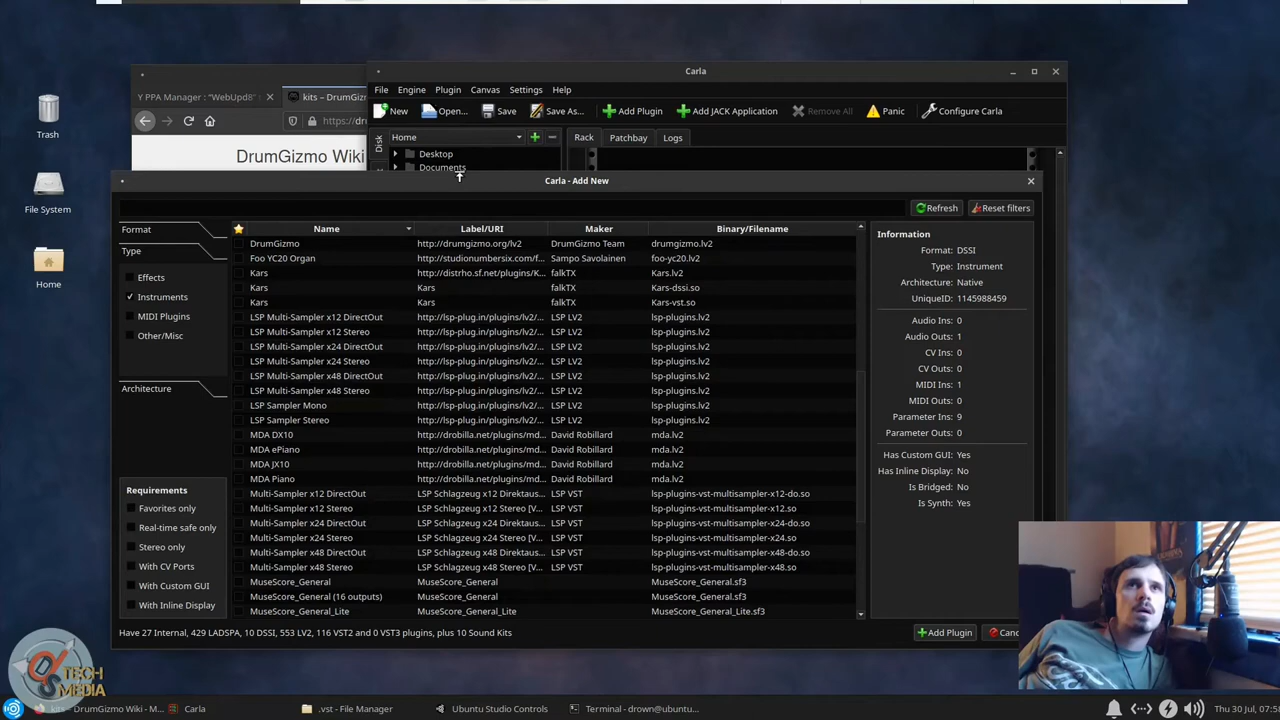 Carla
Y PPA Manager : "WebUpd8"
kits – DrumGizm
File Engine Plugin Canvas Settings Help
New Open... Save Save As... Add Plugin Add JACK Application Remove All Panic Configure Carla
https://dr
Trash
Disk Home Rack Patchbay Logs
DrumGizmo Wiki
Desktop
Documents
Carla - Add New
File System
Refresh Reset filters
Format Name Label/URI Maker Binary/Filename Information
Type DrumGizmo http://drumgizmo.org/lv2 DrumGizmo Team drumgizmo.lv2 Format: DSSI
Foo YC20 Organ http://studionumbersix.com/f... Sampo Savolainen foo-yc20.lv2 Type: Instrument
Effects Kars http://distrho.sf.net/plugins/K... falkTX Kars.lv2 Architecture: Native
Home Kars Kars falkTX Kars-dssi.so UniqueID: 1145988459
Instruments Kars Kars falkTX Kars-vst.so
MIDI Plugins LSP Multi-Sampler x12 DirectOut http://lsp-plug.in/plugins/lv2/... LSP LV2 lsp-plugins.lv2 Audio Ins: 0
Other/Misc LSP Multi-Sampler x12 Stereo http://lsp-plug.in/plugins/lv2/... LSP LV2 lsp-plugins.lv2 Audio Outs: 1
LSP Multi-Sampler x24 DirectOut http://lsp-plug.in/plugins/lv2/... LSP LV2 lsp-plugins.lv2 CV Ins: 0
LSP Multi-Sampler x24 Stereo http://lsp-plug.in/plugins/lv2/... LSP LV2 lsp-plugins.lv2 CV Outs: 0
LSP Multi-Sampler x48 DirectOut http://lsp-plug.in/plugins/lv2/... LSP LV2 lsp-plugins.lv2 MIDI Ins: 1
Architecture LSP Multi-Sampler x48 Stereo http://lsp-plug.in/plugins/lv2/... LSP LV2 lsp-plugins.lv2 MIDI Outs: 0
LSP Sampler Mono http://lsp-plug.in/plugins/lv2/... LSP LV2 lsp-plugins.lv2 Parameter Ins: 9
LSP Sampler Stereo http://lsp-plug.in/plugins/lv2/... LSP LV2 lsp-plugins.lv2 Parameter Outs: 0
MDA DX10 http://drobilla.net/plugins/md... David Robillard mda.lv2
MDA ePiano http://drobilla.net/plugins/md... David Robillard mda.lv2 Has Custom GUI: Yes
MDA JX10 http://drobilla.net/plugins/md... David Robillard mda.lv2 Has Inline Display: No
MDA Piano http://drobilla.net/plugins/md... David Robillard mda.lv2 Is Bridged: No
Requirements Multi-Sampler x12 DirectOut LSP Schlagzeug x12 Direktaus... LSP VST lsp-plugins-vst-multisampler-x12-do.so Is Synth: Yes
Favorites only Multi-Sampler x12 Stereo LSP Schlagzeug x12 Stereo [V... LSP VST lsp-plugins-vst-multisampler-x12.so
Real-time safe only Multi-Sampler x24 DirectOut LSP Schlagzeug x24 Direktaus... LSP VST lsp-plugins-vst-multisampler-x24-do.so
Stereo only Multi-Sampler x24 Stereo LSP Schlagzeug x24 Stereo [V... LSP VST lsp-plugins-vst-multisampler-x24.so
With CV Ports Multi-Sampler x48 DirectOut LSP Schlagzeug x48 Direktaus... LSP VST lsp-plugins-vst-multisampler-x48-do.so
Multi-Sampler x48 Stereo LSP Schlagzeug x48 Stereo [V... LSP VST lsp-plugins-vst-multisampler-x48.so
With Custom GUI MuseScore_General MuseScore_General MuseScore_General.sf3
With Inline Display MuseScore_General (16 outputs) MuseScore_General MuseScore_General.sf3
MuseScore_General_Lite MuseScore_General_Lite MuseScore_General_Lite.sf3
Have 27 Internal, 429 LADSPA, 10 DSSI, 553 LV2, 116 VST2 and 0 VST3 plugins, plus 10 Sound Kits Add Plugin Canc
TECH
MEDIA
kits – DrumGizmo Wiki - M... Carla .vst - File Manager Ubuntu Studio Controls Terminal - drown@ubuntu... Thu 30 Jul, 07:5